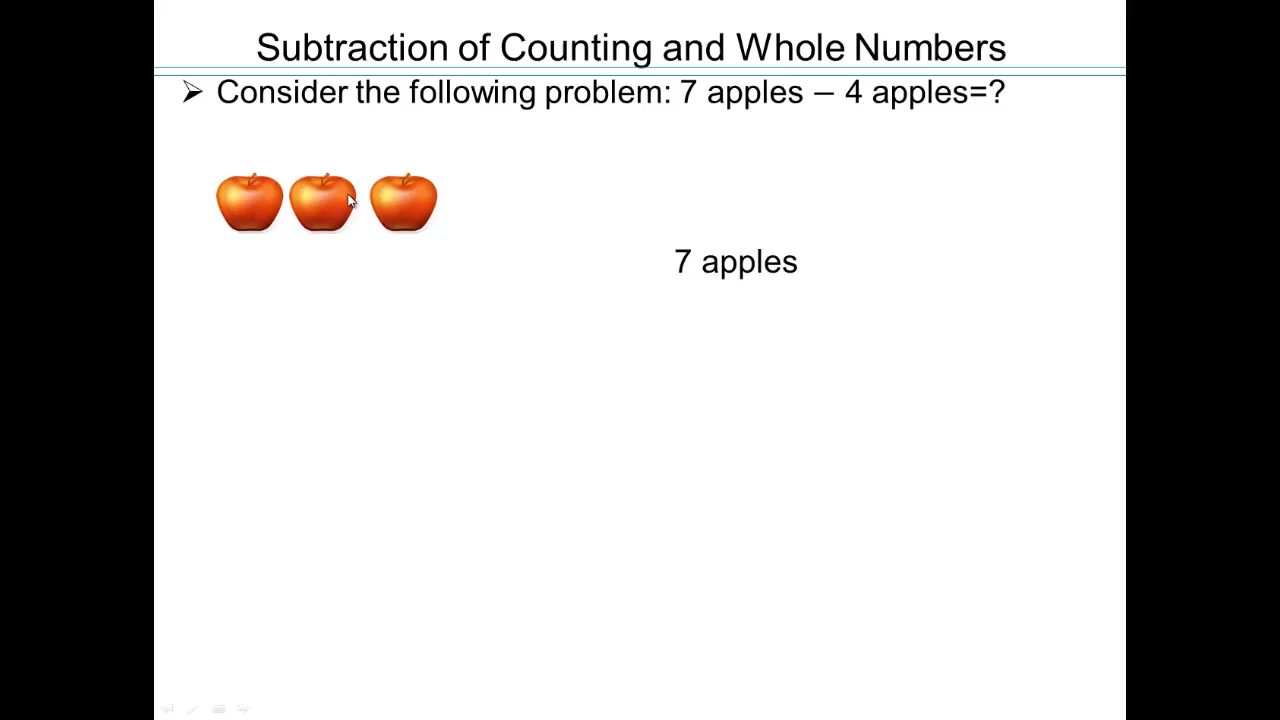 Subtraction of Counting and Whole Numbers
Consider the following problem: 7 apples − 4 apples=?
7 apples